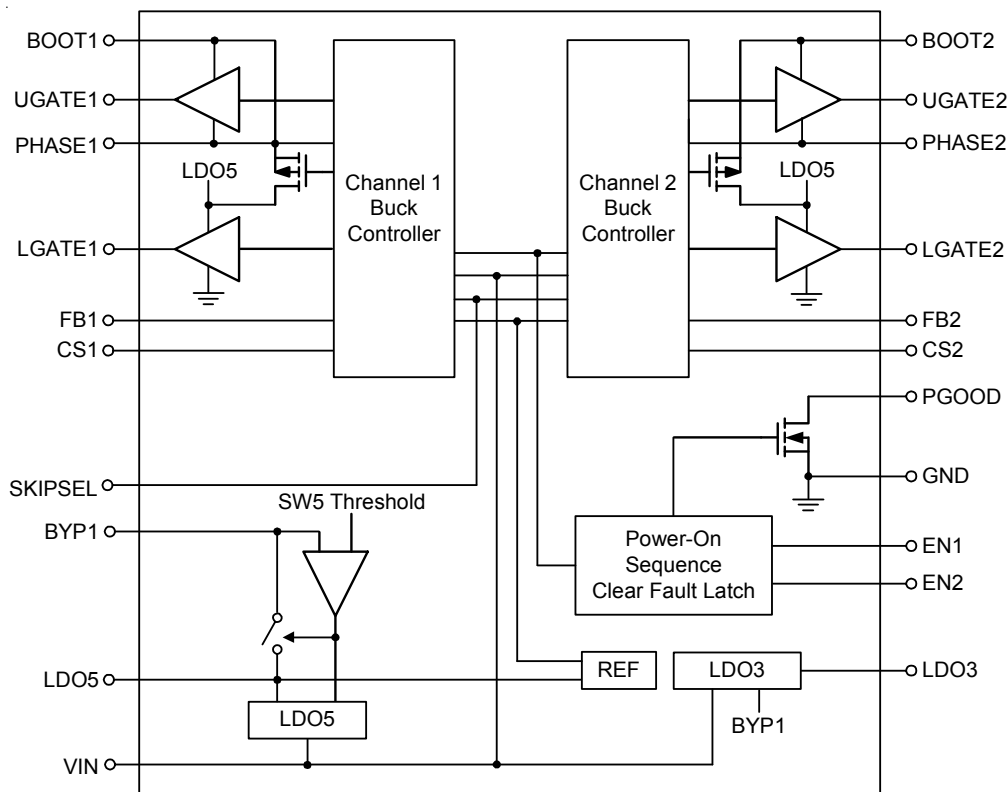 BOOT1
UGATE1
PHASE1
LDO5
LGATE1
FB1
CS1
Channel 1
Buck
Controller
Channel 2
Buck
Controller
BOOT2
UGATE2
PHASE2
LDO5
LGATE2
FB2
CS2
PGOOD
GND
SKIPSEL
SW5 Threshold
BYP1
Power-On
Sequence
Clear Fault Latch
EN1
EN2
LDO5
REF
LDO3
LDO3
LDO5
BYP1
VIN